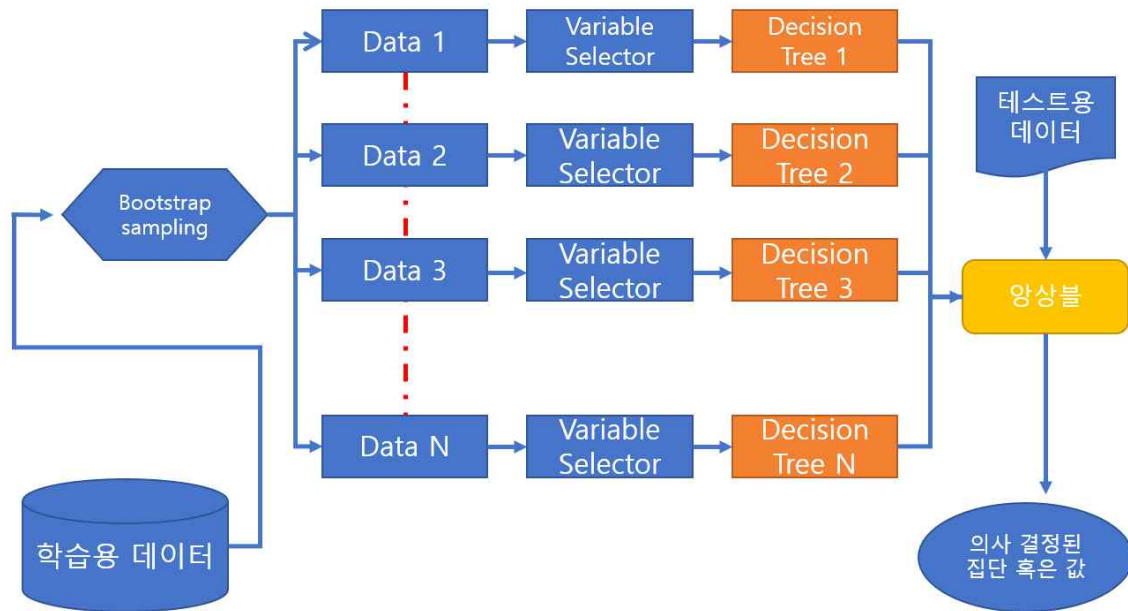 Data 1
Variable
Selector
Decision
Tree 1
테스트용
데이터
Data 2
Variable
Selector
Decision
Tree 2
Bootstrap
sampling
Data 3
Variable
Selector
Decision
Tree 3
앙상블
Data N
Variable
Selector
Decision
Tree N
학습용 데이터
의사 결정된
집단 혹은 값